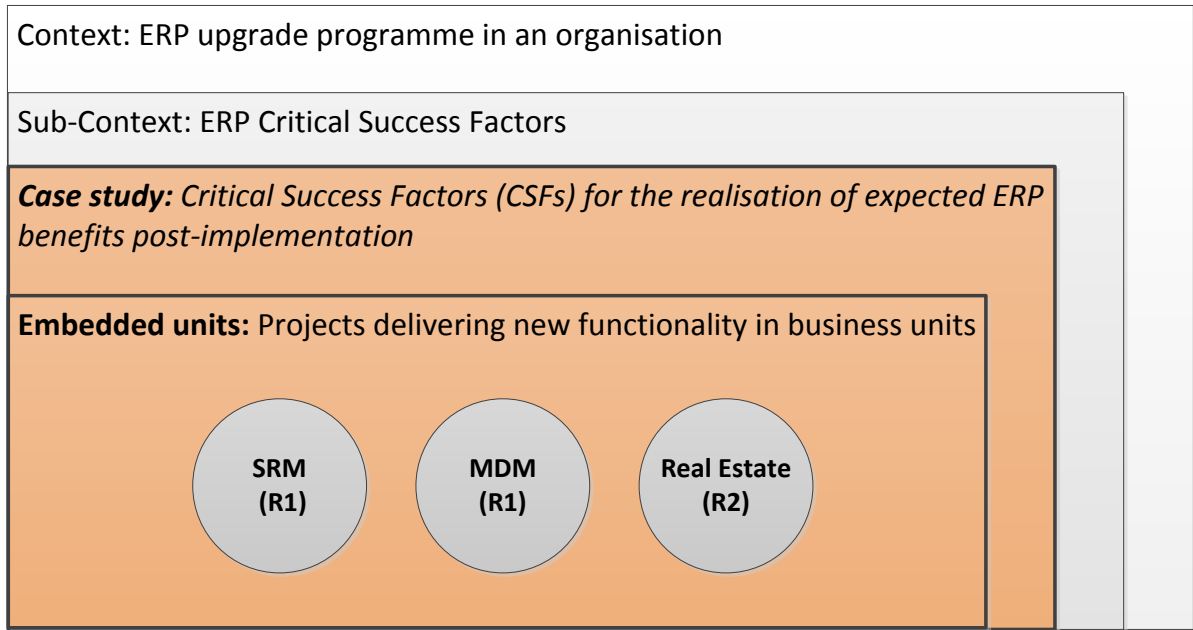 Context: ERP upgrade programme in an organisation
Sub-Context: ERP Critical Success Factors
Case study: Critical Success Factors (CSFs) for the realisation of expected ERP
benefits post-implementation
Embedded units: Projects delivering new functionality in business units
SRM
(R1)
MDM
(R1)
Real Estate
(R2)